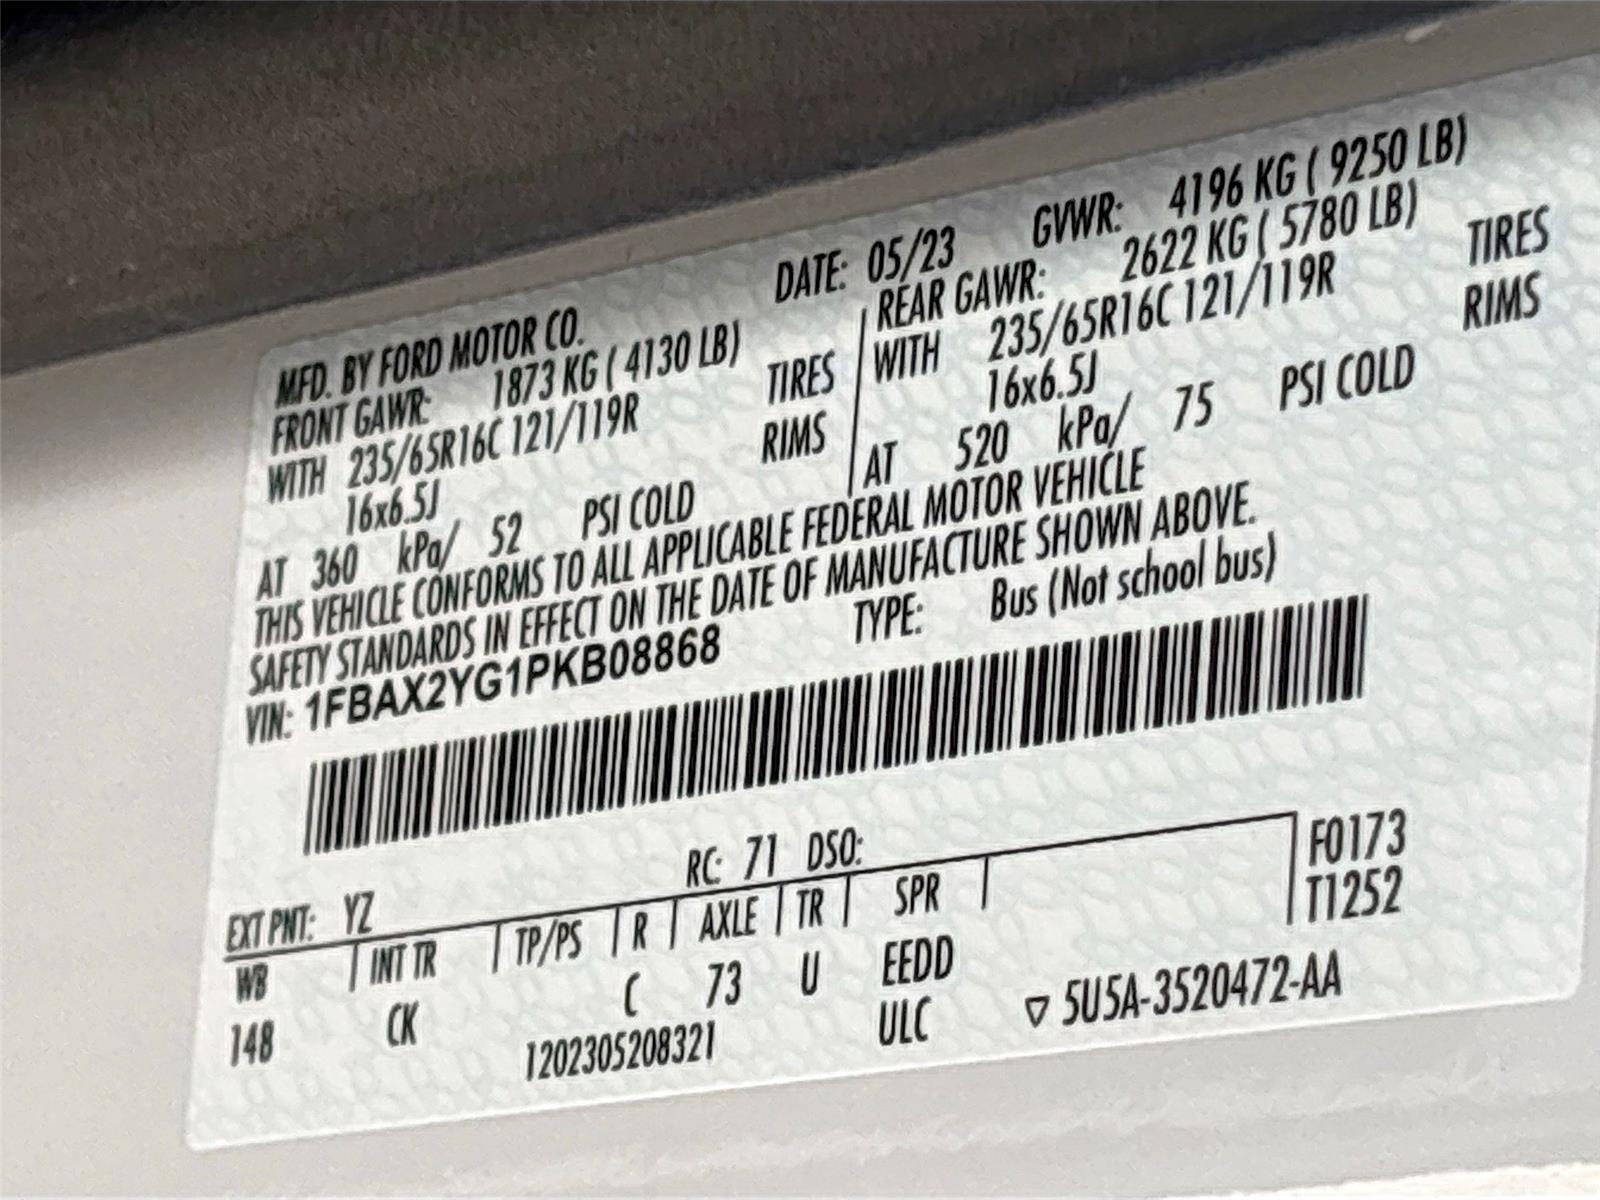 MFD. BY FORD MOTOR CO.
DATE: 05/23 GVWR: 4196 KG ( 9250 LB)
FRONT GAWR: 1873 KG ( 4130 LB)
WITH 235/65R16C 121/119R TIRES
16x6.5J RIMS
AT 360 kPa/ 52 PSI COLD
REAR GAWR: 2622 KG ( 5780 LB)
WITH 235/65R16C 121/119R TIRES
16x6.5J RIMS
AT 520 kPa/ 75 PSI COLD
THIS VEHICLE CONFORMS TO ALL APPLICABLE FEDERAL MOTOR VEHICLE
SAFETY STANDARDS IN EFFECT ON THE DATE OF MANUFACTURE SHOWN ABOVE.
VIN: 1FBAX2YG1PKB08868 TYPE: Bus (Not school bus)
EXT PNT: YZ RC: 71 DSO:
F0173
T1252
WB INT TR TP/PS R AXLE TR SPR
148 CK C 73 U EEDD
1202305208321 ULC ▽ 5U5A-3520472-AA